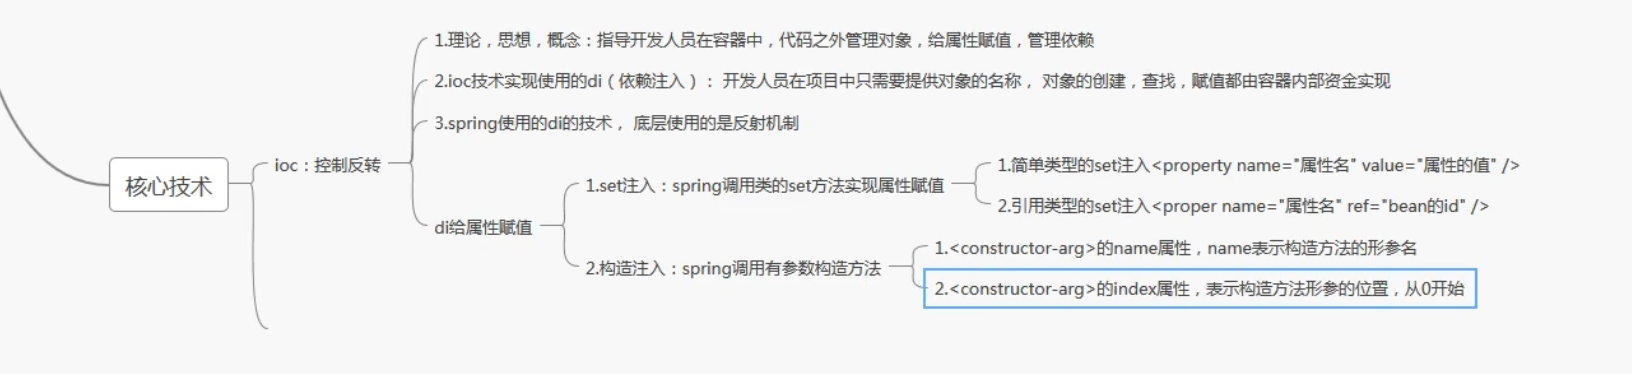 核心技术
ioc：控制反转
1.理论，思想，概念：指导开发人员在容器中，代码之外管理对象，给属性赋值，管理依赖
2.ioc技术实现使用的di（依赖注入）： 开发人员在项目中只需要提供对象的名称， 对象的创建，查找，赋值都由容器内部资金实现
3.spring使用的di的技术， 底层使用的是反射机制
di给属性赋值
1.set注入：spring调用类的set方法实现属性赋值
1.简单类型的set注入<property name="属性名" value="属性的值" />
2.引用类型的set注入<proper name="属性名" ref="bean的id" />
2.构造注入：spring调用有参数构造方法
1.<constructor-arg>的name属性，name表示构造方法的形参名
2.<constructor-arg>的index属性，表示构造方法形参的位置，从0开始